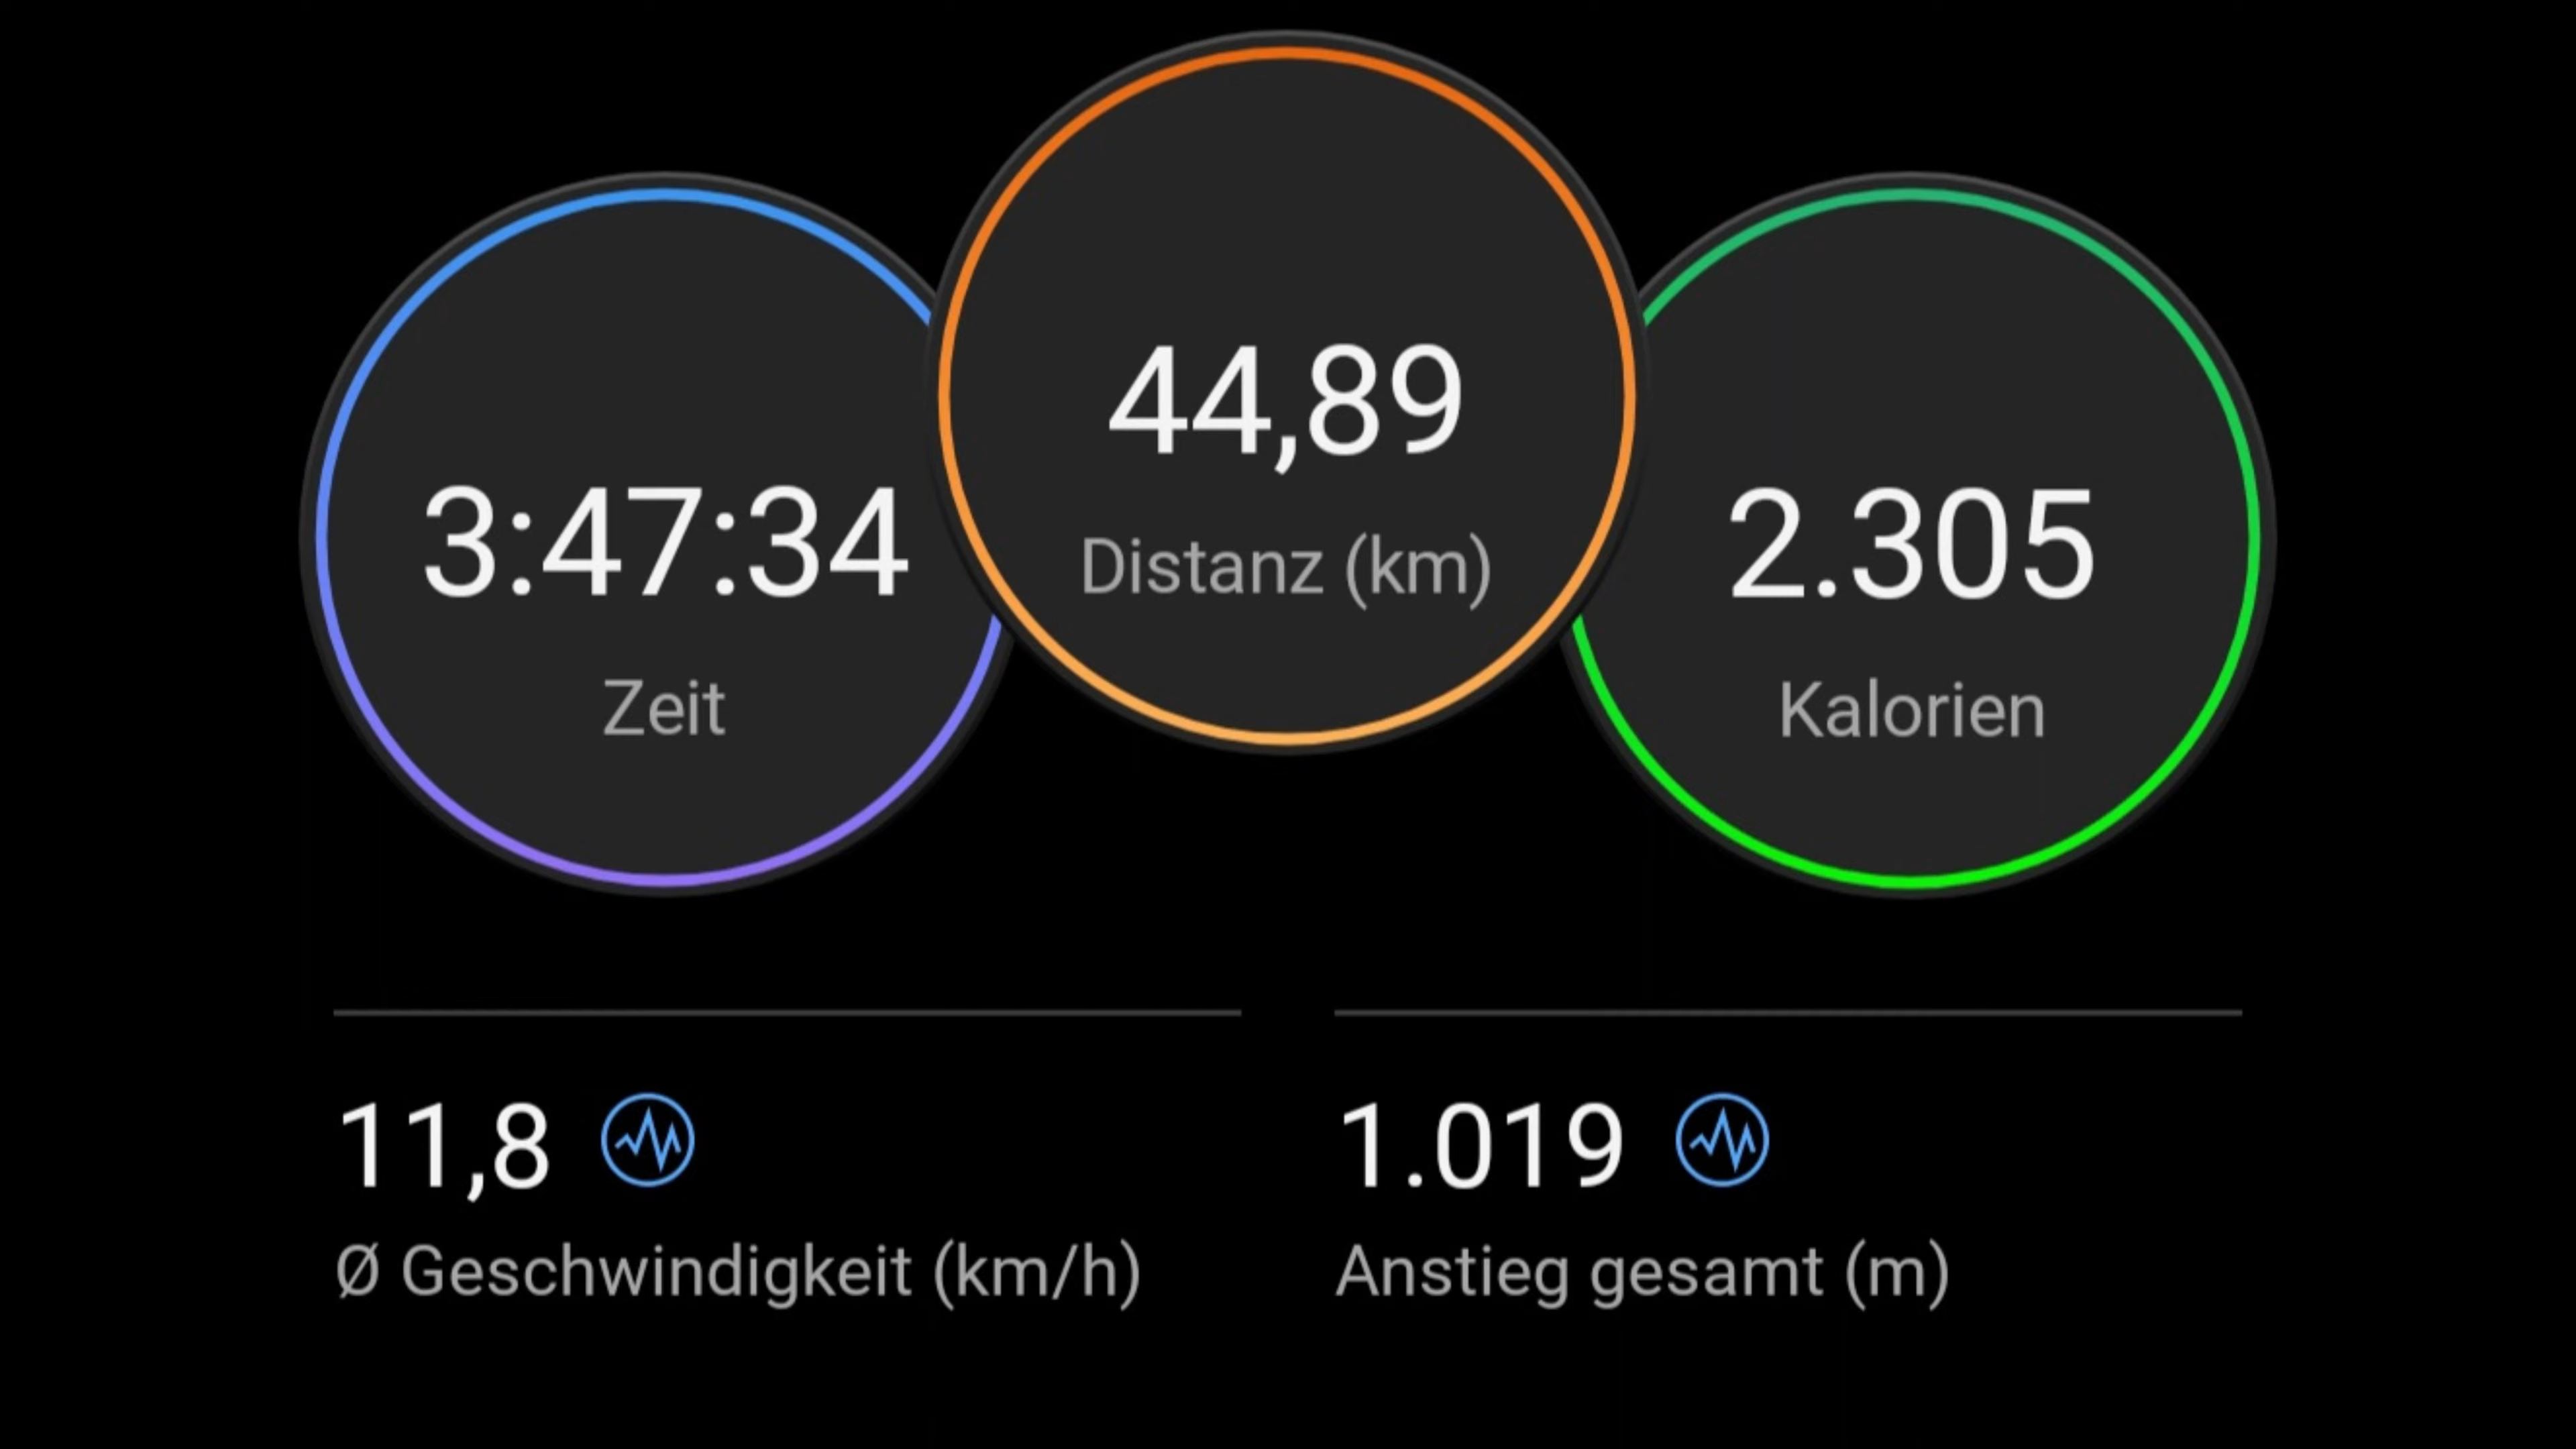 3:47:34
Zeit
44,89
Distanz (km)
2.305
Kalorien
11,8
Ø Geschwindigkeit (km/h)
1.019
Anstieg gesamt (m)